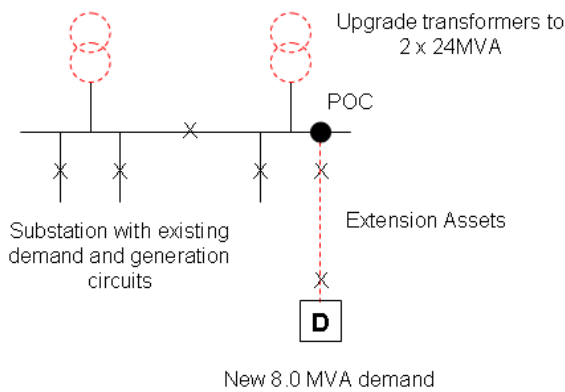 Upgrade transformers to
2 x 24MVA
POC
Substation with existing
demand and generation
circuits
Extension Assets
D
New 8.0 MVA demand